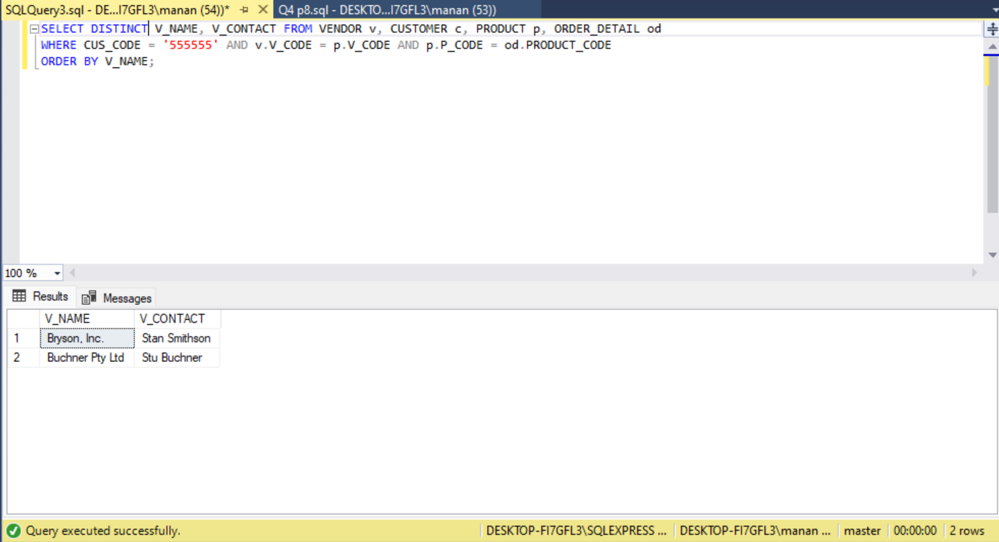 SQLQuery3.sql - DE...I7GFL3\manan (54))* Q4 p8.sql - DESKTO...I7GFL3\manan (53))
SELECT DISTINCT V_NAME, V_CONTACT FROM VENDOR v, CUSTOMER c, PRODUCT p, ORDER_DETAIL od
WHERE CUS_CODE = '555555' AND v.V_CODE = p.V_CODE AND p.P_CODE = od.PRODUCT_CODE
ORDER BY V_NAME;
100 %
Results Messages
V_NAME V_CONTACT
1 Bryson, Inc. Stan Smithson
2 Buchner Pty Ltd Stu Buchner
Query executed successfully. DESKTOP-FI7GFL3\SQLEXPRESS ... DESKTOP-FI7GFL3\manan ... master 00:00:00 2 rows